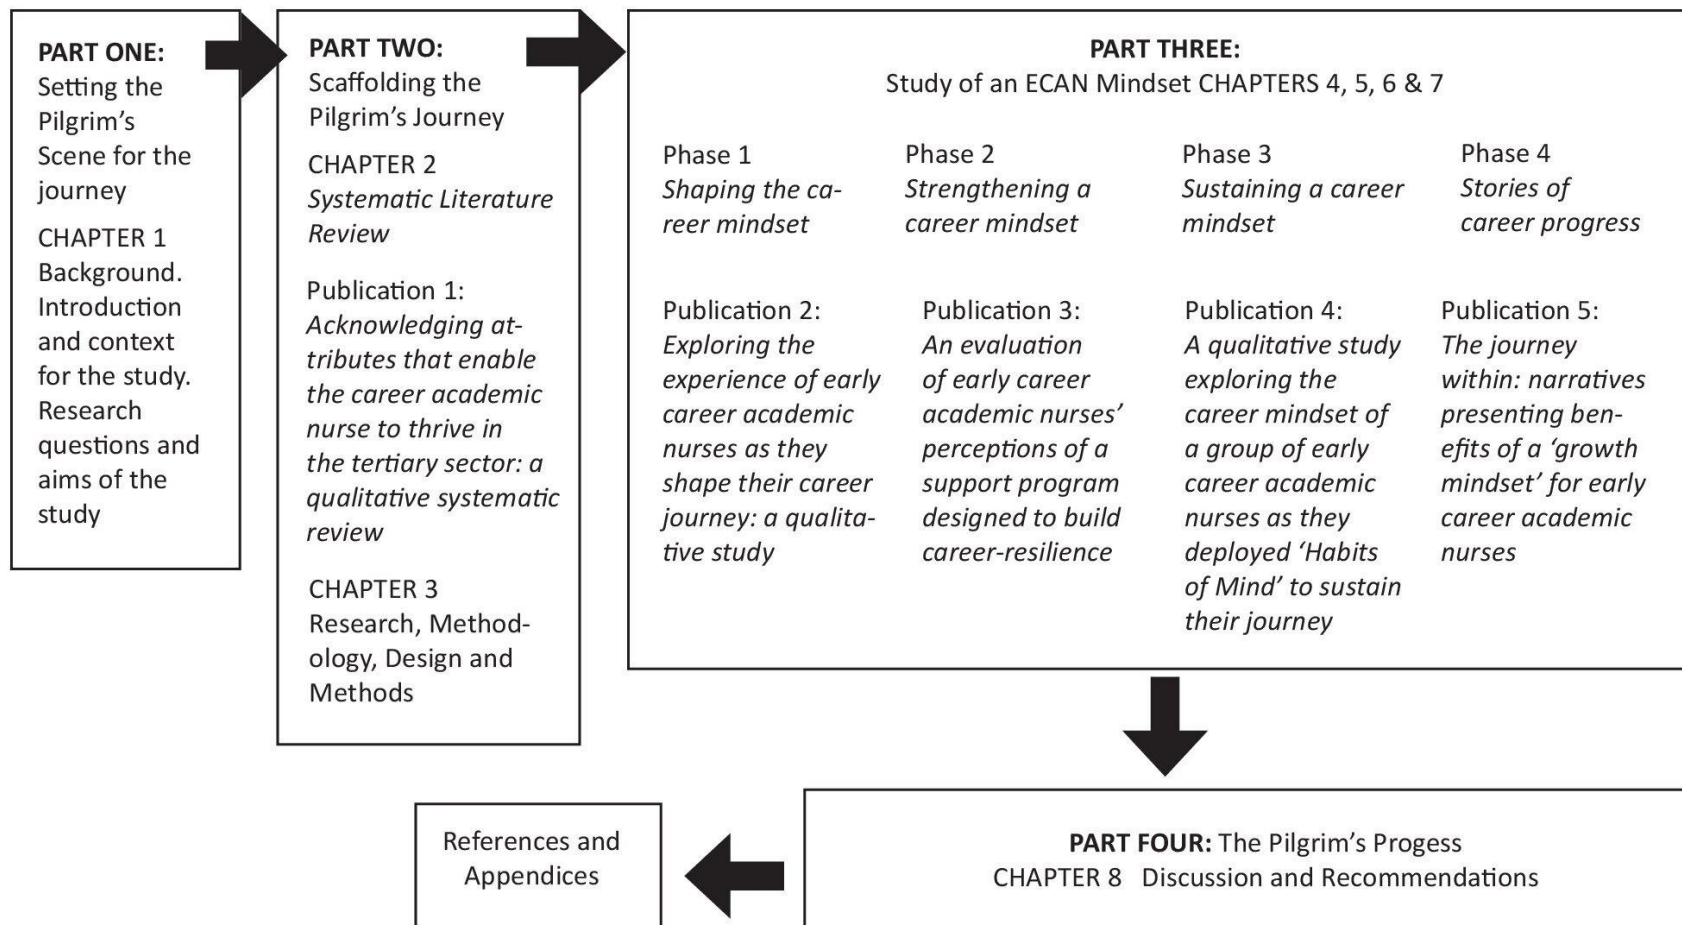 PART ONE:
Setting the
Pilgrim’s
Scene for the
journey
CHAPTER 1
Background.
Introduction
and context
for the study.
Research
questions and
aims of the
study
PART TWO:
Scaffolding the
Pilgrim’s Journey
CHAPTER 2
Systematic Literature
Review
Publication 1:
Acknowledging at-
tributes that enable
the career academic
nurse to thrive in
the tertiary sector: a
qualitative systematic
review
CHAPTER 3
Research, Method-
ology, Design and
Methods
PART THREE:
Study of an ECAN Mindset CHAPTERS 4, 5, 6 & 7
Phase 1
Shaping the ca-
reer mindset
Phase 2
Strengthening a
career mindset
Phase 3
Sustaining a career
mindset
Phase 4
Stories of
career progress
Publication 2:
Exploring the
experience of early
career academic
nurses as they
shape their career
journey: a qualita-
tive study
Publication 3:
An evaluation
of early career
academic nurses’
perceptions of a
support program
designed to build
career-resilience
Publication 4:
A qualitative study
exploring the
career mindset of
a group of early
career academic
nurses as they
deployed ‘Habits
of Mind’ to sustain
their journey
Publication 5:
The journey
within: narratives
presenting ben-
efits of a ‘growth
mindset’ for early
career academic
nurses
PART FOUR: The Pilgrim’s Progess
CHAPTER 8 Discussion and Recommendations
References and
Appendices